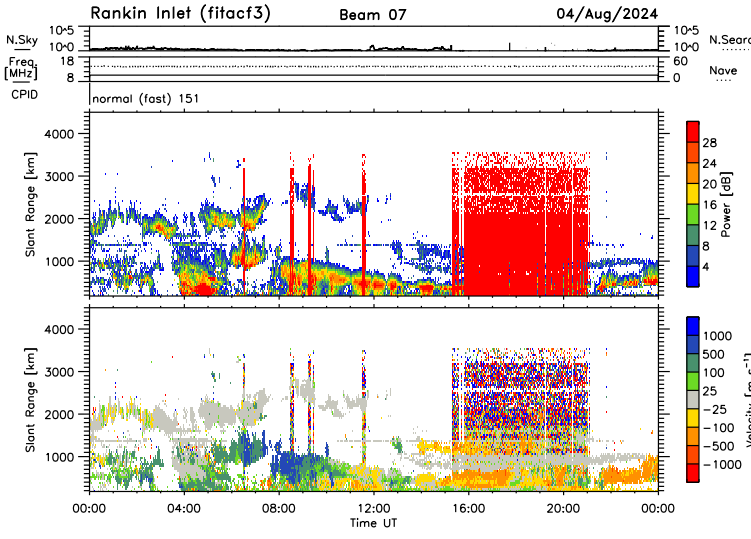 Rankin Inlet (fitacf3) Beam 07 04/Aug/2024
N.Sky 10^5 10^0 10^5 10^0 N.Sear
Freq. [MHz] 18 8 60 0 Nave
CPID normal (fast) 151
Slant Range [km] 4000 3000 2000 1000
Power [dB] 28 24 20 16 12 8 4
Slant Range [km] 4000 3000 2000 1000
Velocity [m s^-1] 1000 500 100 25 -25 -100 -500 -1000
00:00 04:00 08:00 12:00 16:00 20:00 00:00
Time UT